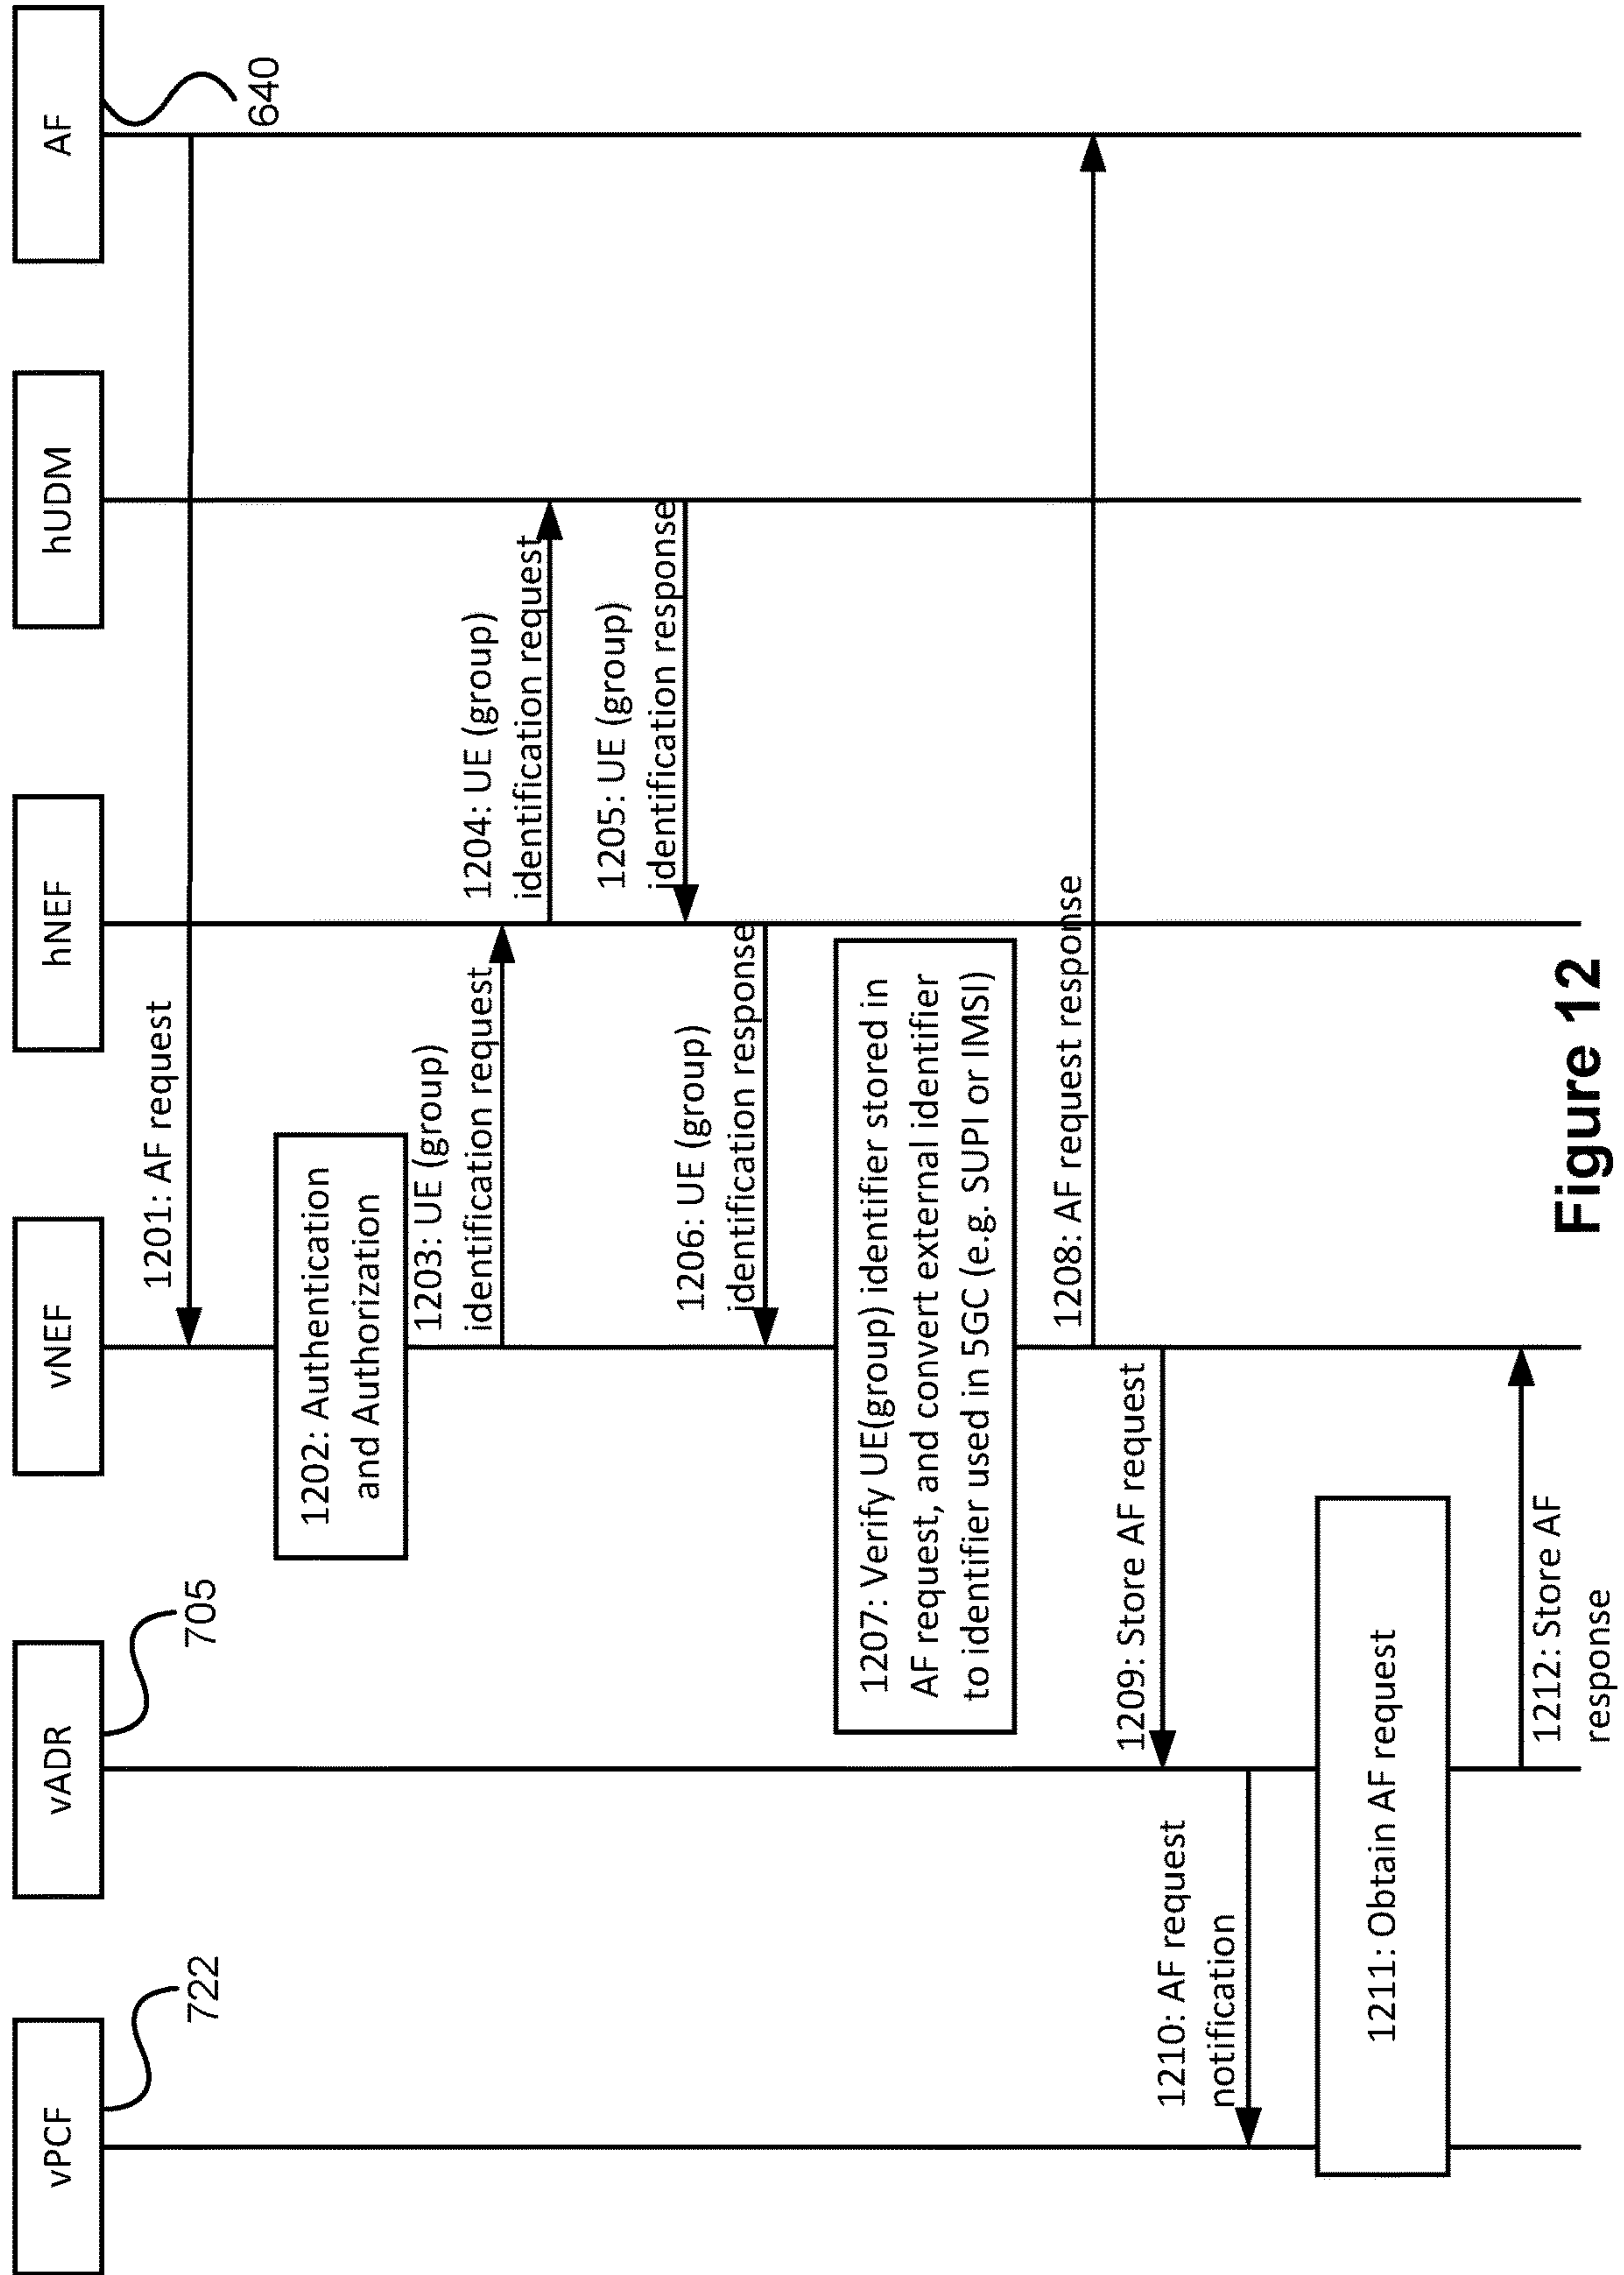 vPCF
vADR
vNEF
hNEF
hUDM
AF
722
705
640
1201: AF request
1202: Authentication
and Authorization
1203: UE (group)
identification request
1204: UE (group)
identification request
1205: UE (group)
identification response
1206: UE (group)
identification response
1207: Verify UE(group) identifier stored in
AF request, and convert external identifier
to identifier used in 5GC (e.g. SUPI or IMSI)
1208: AF request response
1209: Store AF request
1210: AF request
notification
1211: Obtain AF request
1212: Store AF
response
Figure 12